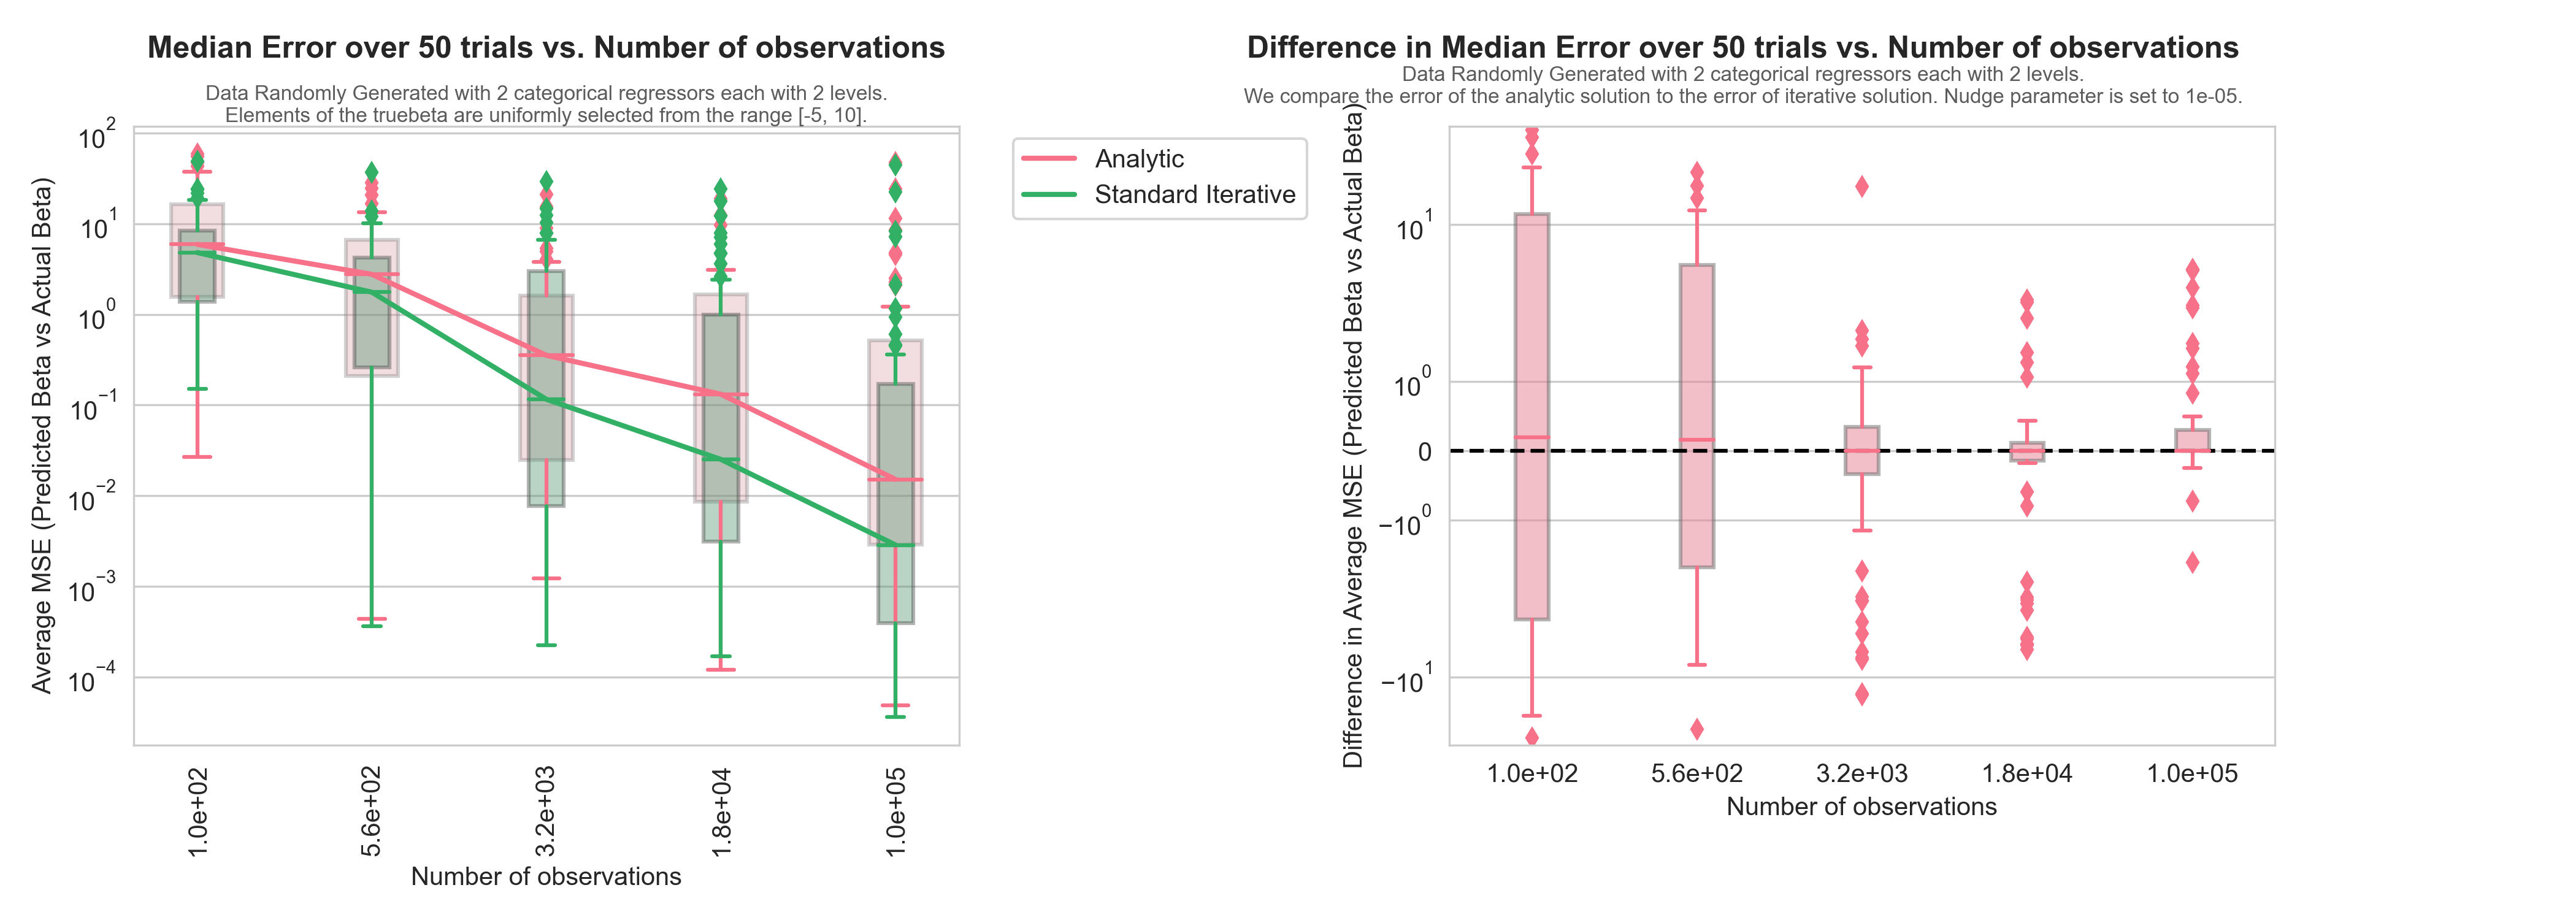 Median Error over 50 trials vs. Number of observations
Data Randomly Generated with 2 categorical regressors each with 2 levels.
Elements of the truebeta are uniformly selected from the range [-5, 10].
Average MSE (Predicted Beta vs Actual Beta)
10^2
10^1
10^0
10^−1
10^−2
10^−3
10^−4
1.0e+02
5.6e+02
3.2e+03
1.8e+04
1.0e+05
Number of observations
Analytic
Standard Iterative
Difference in Median Error over 50 trials vs. Number of observations
Data Randomly Generated with 2 categorical regressors each with 2 levels.
We compare the error of the analytic solution to the error of iterative solution. Nudge parameter is set to 1e-05.
Difference in Average MSE (Predicted Beta vs Actual Beta)
10^1
10^0
0
−10^0
−10^1
1.0e+02 5.6e+02 3.2e+03 1.8e+04 1.0e+05
Number of observations